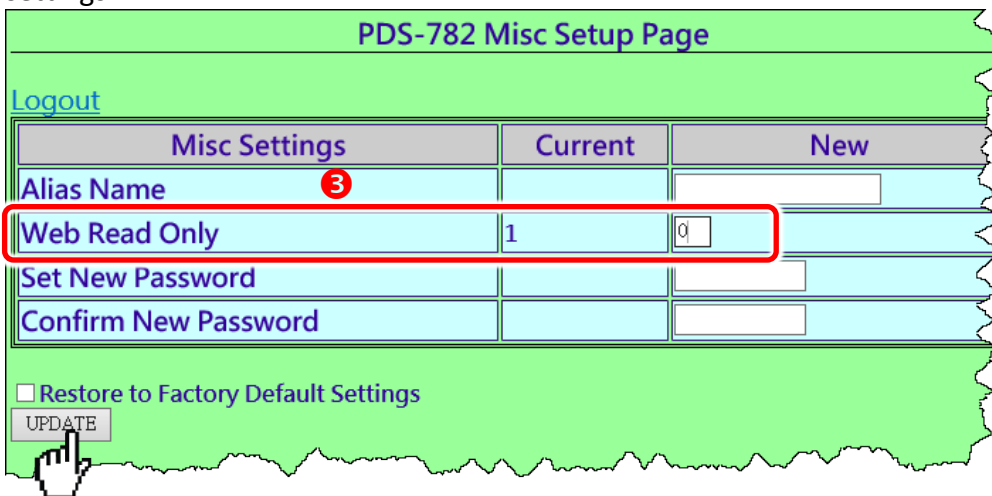 PDS-782 Misc Setup Page
Logout
Misc Settings Current New
Alias Name 3
Web Read Only 1 0
Set New Password
Confirm New Password
Restore to Factory Default Settings
UPDATE